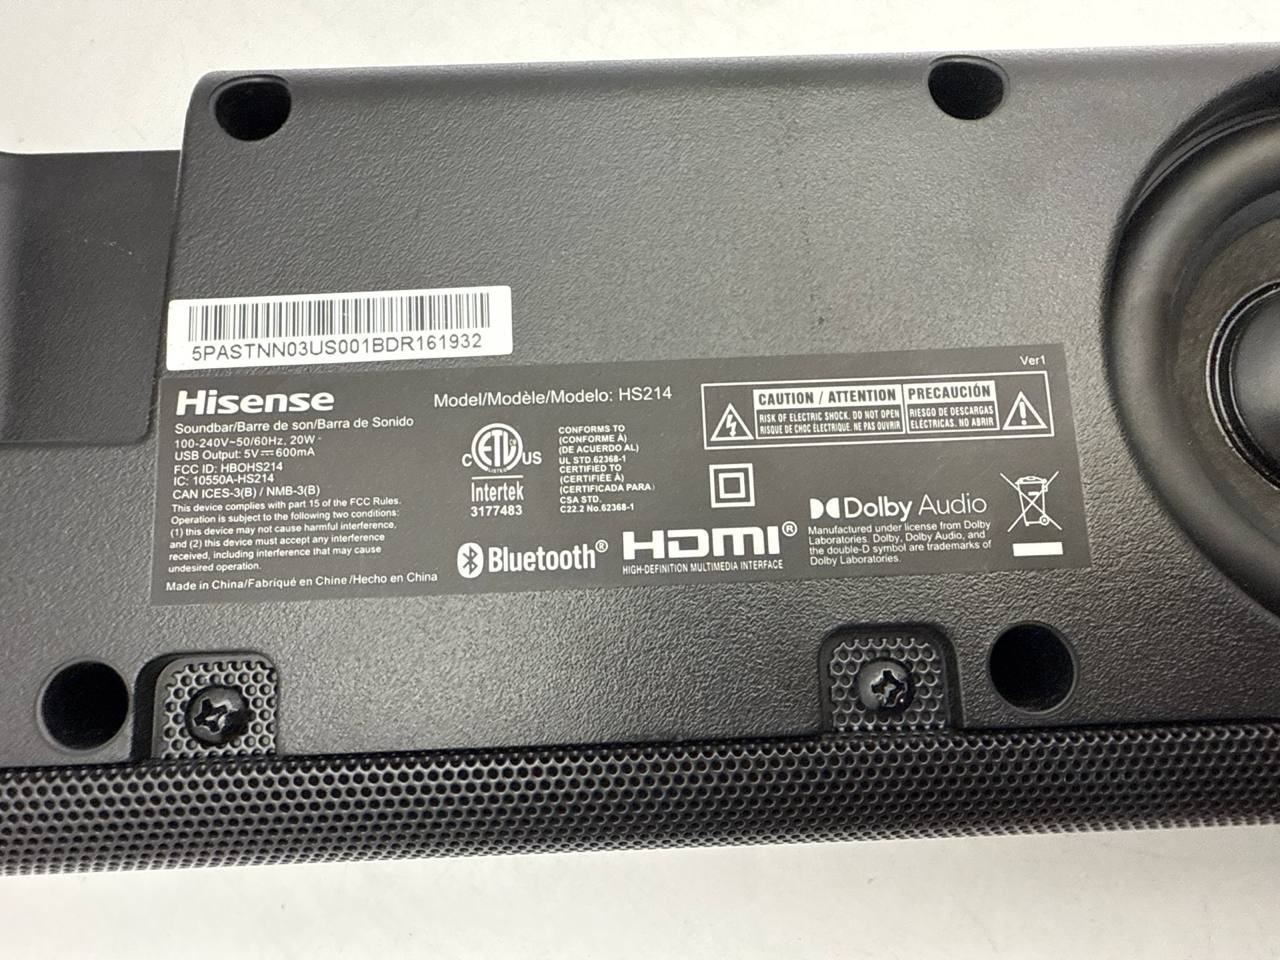 5PASTNN03US001BDR161932
Ver1
Hisense
Model/Modèle/Modelo: HS214
Soundbar/Barre de son/Barra de Sonido
100-240V~50/60Hz, 20W
USB Output: 5V⎓600mA
FCC ID: HBOHS214
IC: 10550A-HS214
CAN ICES-3(B) / NMB-3(B)
This device complies with part 15 of the FCC Rules.
Operation is subject to the following two conditions:
(1) this device may not cause harmful interference,
and (2) this device must accept any interference
received, including interference that may cause
undesired operation.
Made in China/Fabriqué en Chine/Hecho en China
C ETL US
LISTED
Intertek
3177483
CONFORMS TO
(CONFORME À)
(DE ACUERDO AL)
UL STD.62368-1
CERTIFIED TO
(CERTIFIÉE À)
(CERTIFICADA PARA)
CSA STD.
C22.2 No.62368-1
CAUTION / ATTENTION
RISK OF ELECTRIC SHOCK. DO NOT OPEN
RISQUE DE CHOC ÉLECTRIQUE. NE PAS OUVRIR
PRECAUCIÓN
RIESGO DE DESCARGAS
ELÉCTRICAS. NO ABRIR
Bluetooth®
HDMI®
HIGH-DEFINITION MULTIMEDIA INTERFACE
Dolby Audio
Manufactured under license from Dolby
Laboratories. Dolby, Dolby Audio, and
the double-D symbol are trademarks of
Dolby Laboratories.